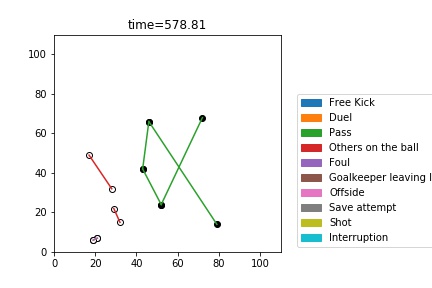 time=578.81
100
80
60
40
20
0
0 20 40 60 80 100
Free Kick
Duel
Pass
Others on the ball
Foul
Goalkeeper leaving l
Offside
Save attempt
Shot
Interruption